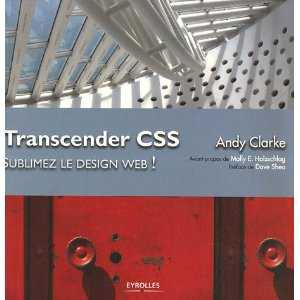 Transcender CSS
SUBLIMEZ LE DESIGN WEB !
Andy Clarke
Avant-propos de Molly E. Holzschlag
Préface de Dave Shea
EYROLLES